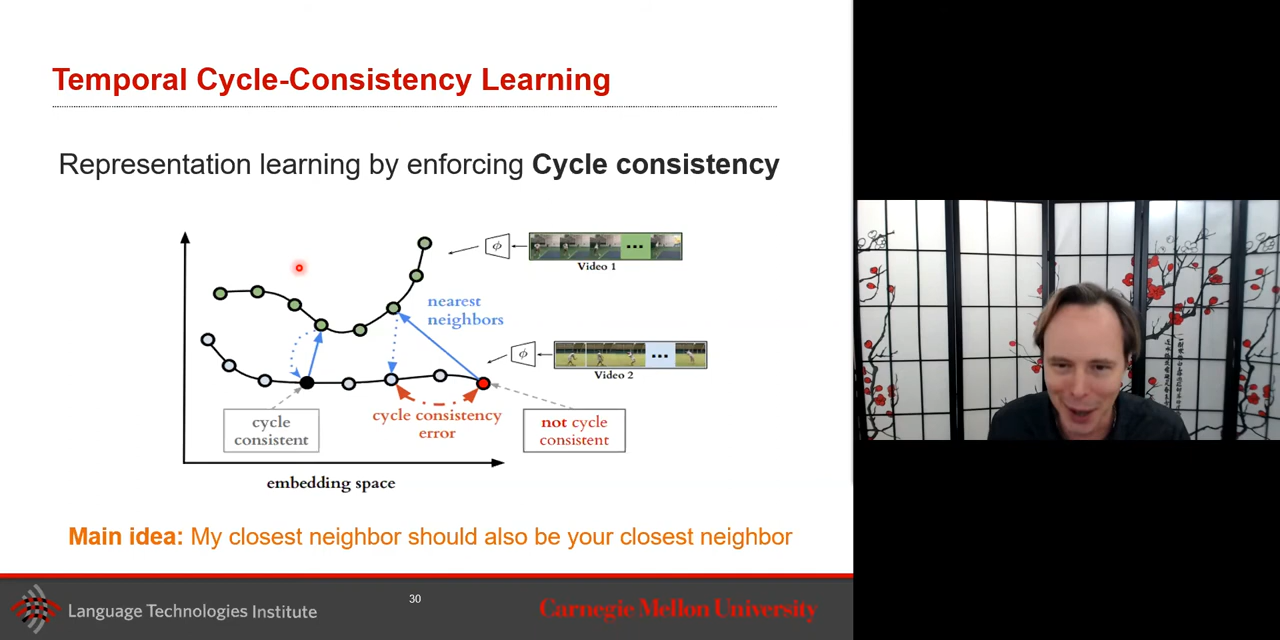 Temporal Cycle-Consistency Learning
Representation learning by enforcing Cycle consistency
ϕ
Video 1
nearest
neighbors
ϕ
Video 2
cycle
consistent
cycle consistency
error
not cycle
consistent
embedding space
Main idea: My closest neighbor should also be your closest neighbor
Language Technologies Institute
30
Carnegie Mellon University